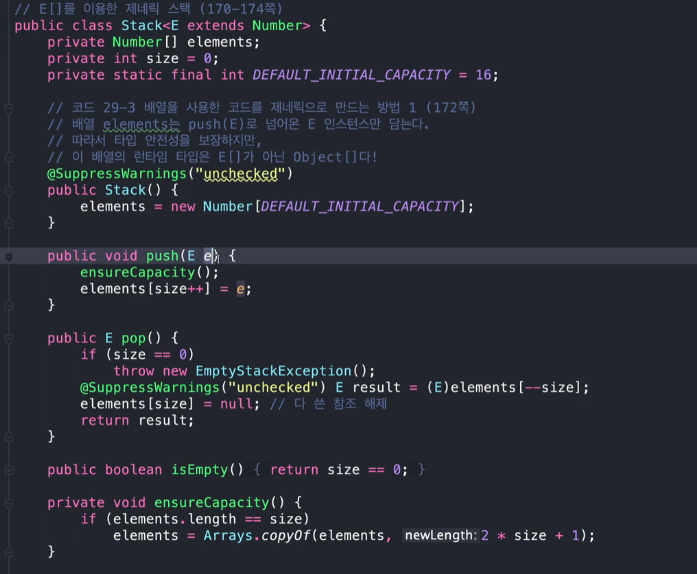 // E[]를 이용한 제네릭 스택 (170-174쪽)
public class Stack<E extends Number> {
    private Number[] elements;
    private int size = 0;
    private static final int DEFAULT_INITIAL_CAPACITY = 16;
    // 코드 29-3 배열을 사용한 코드를 제네릭으로 만드는 방법 1 (172쪽)
    // 배열 elements는 push(E)로 넘어온 E 인스턴스만 담는다.
    // 따라서 타입 안전성을 보장하지만,
    // 이 배열의 런타임 타입은 E[]가 아닌 Object[]다!
    @SuppressWarnings("unchecked")
    public Stack() {
        elements = new Number[DEFAULT_INITIAL_CAPACITY];
    }
    public void push(E e) {
        ensureCapacity();
        elements[size++] = e;
    }
    public E pop() {
        if (size == 0)
            throw new EmptyStackException();
        @SuppressWarnings("unchecked") E result = (E)elements[--size];
        elements[size] = null; // 다 쓴 참조 해제
        return result;
    }
    public boolean isEmpty() { return size == 0; }
    private void ensureCapacity() {
        if (elements.length == size)
            elements = Arrays.copyOf(elements, newLength: 2 * size + 1);
    }